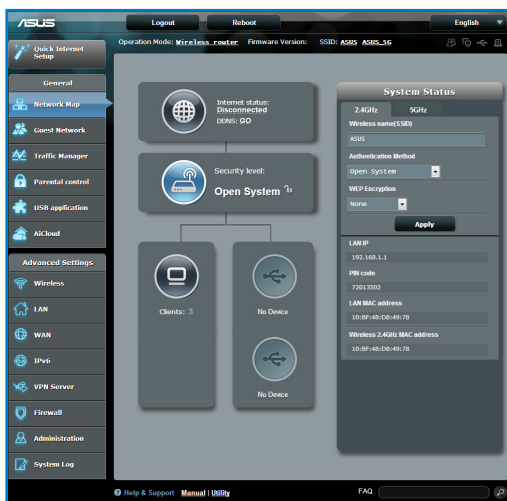 ASUS
Logout
Reboot
English
Quick Internet
Setup
Operation Mode: Wireless router Firmware Version: SSID: ASUS ASUS_5G
General
Network Map
Guest Network
Traffic Manager
Parental control
USB application
AiCloud
Advanced Settings
Wireless
LAN
WAN
IPv6
VPN Server
Firewall
Administration
System Log
Internet status:
Disconnected
DDNS: GO
Security level:
Open System
Clients: 3
No Device
No Device
System Status
2.4GHz 5GHz
Wireless name(SSID)
ASUS
Authentication Method
Open System
WEP Encryption
None
Apply
LAN IP
192.168.1.1
PIN code
72013502
LAN MAC address
10:BF:48:D8:49:78
Wireless 2.4GHz MAC address
10:BF:48:D8:49:78
Help & Support Manual | Utility
FAQ